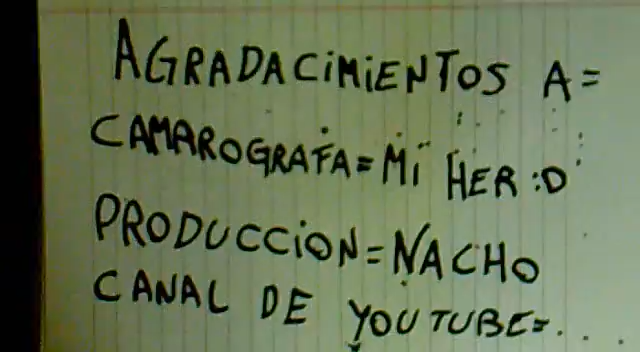 AGRADACiMiENTOS A=
CAMAROGRAFA=Mi HER :D
PRODUCCiON=NACHO
CANAL DE YOUTUBE=...